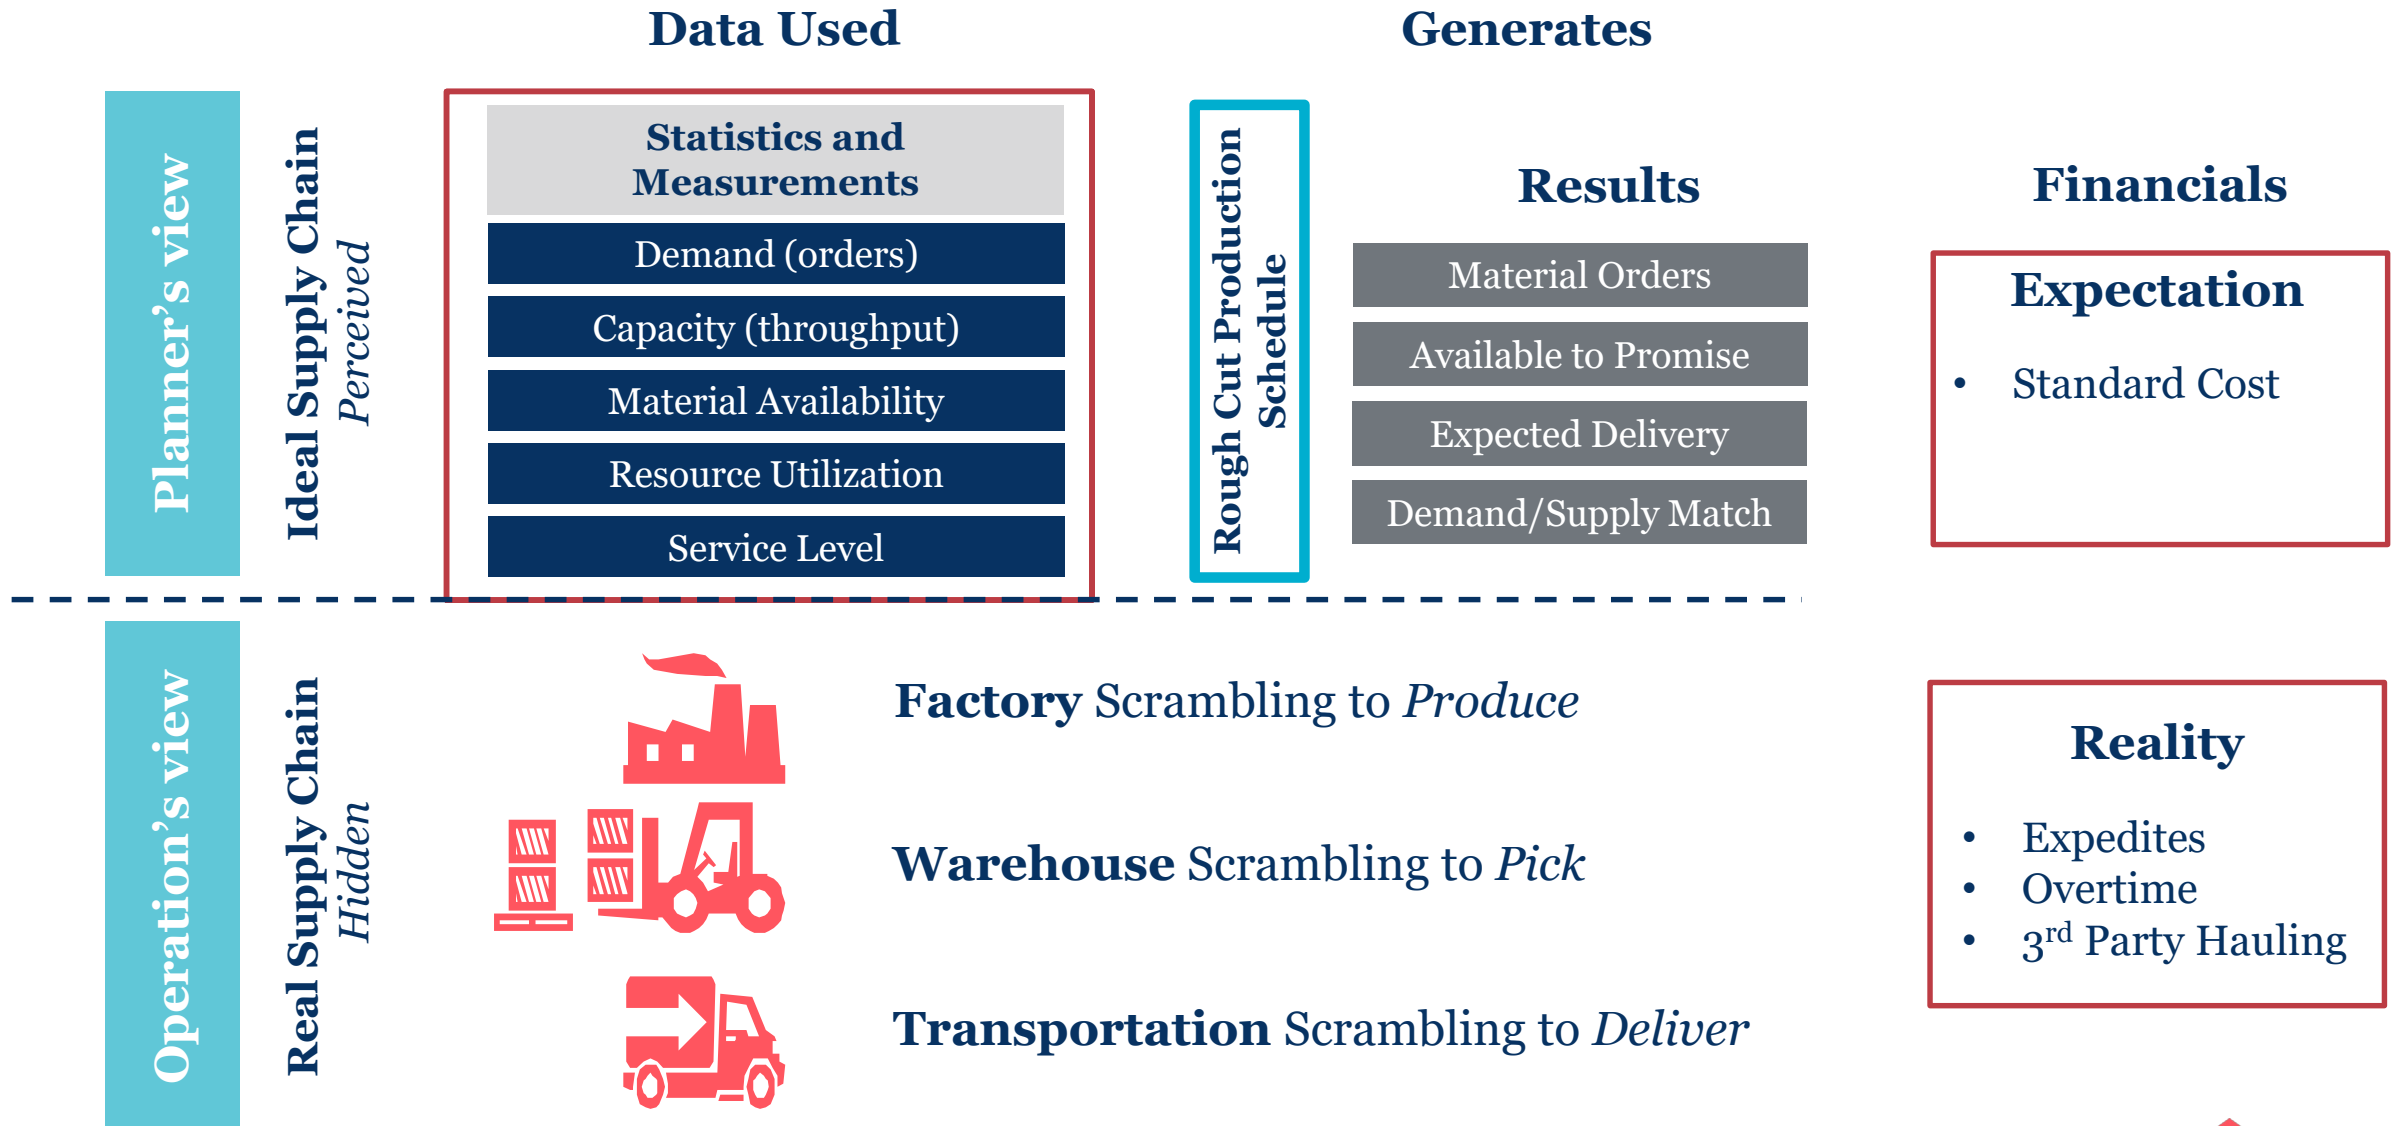 Data Used
Generates
Planner’s view
Ideal Supply Chain
Perceived
Statistics and
Measurements
Demand (orders)
Capacity (throughput)
Material Availability
Resource Utilization
Service Level
Rough Cut Production
Schedule
Results
Material Orders
Available to Promise
Expected Delivery
Demand/Supply Match
Financials
Expectation
• Standard Cost
Operation’s view
Real Supply Chain
Hidden
Factory Scrambling to Produce
Warehouse Scrambling to Pick
Transportation Scrambling to Deliver
Reality
• Expedites
• Overtime
• 3rd Party Hauling